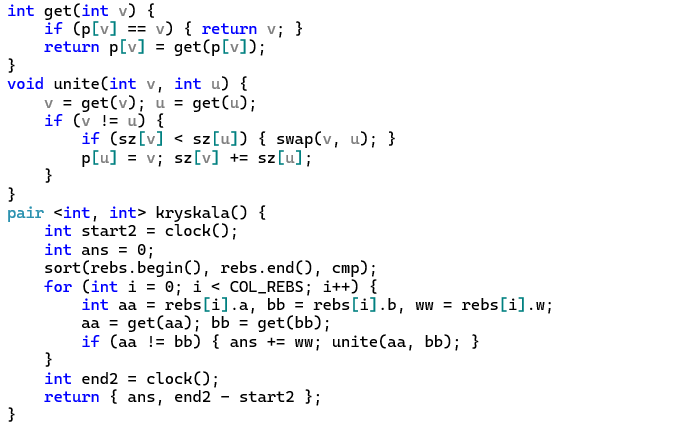 int get(int v) {
    if (p[v] == v) { return v; }
    return p[v] = get(p[v]);
}
void unite(int v, int u) {
    v = get(v); u = get(u);
    if (v != u) {
        if (sz[v] < sz[u]) { swap(v, u); }
        p[u] = v; sz[v] += sz[u];
    }
}
pair <int, int> kryskala() {
    int start2 = clock();
    int ans = 0;
    sort(rebs.begin(), rebs.end(), cmp);
    for (int i = 0; i < COL_REBS; i++) {
        int aa = rebs[i].a, bb = rebs[i].b, ww = rebs[i].w;
        aa = get(aa); bb = get(bb);
        if (aa != bb) { ans += ww; unite(aa, bb); }
    }
    int end2 = clock();
    return { ans, end2 - start2 };
}